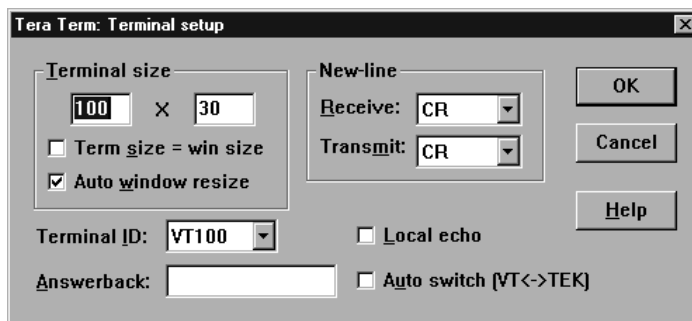 Tera Term: Terminal setup
Terminal size
100 X 30
Term size = win size
Auto window resize
New-line
Receive: CR
Transmit: CR
OK
Cancel
Help
Terminal ID: VT100
Local echo
Answerback:
Auto switch (VT<->TEK)